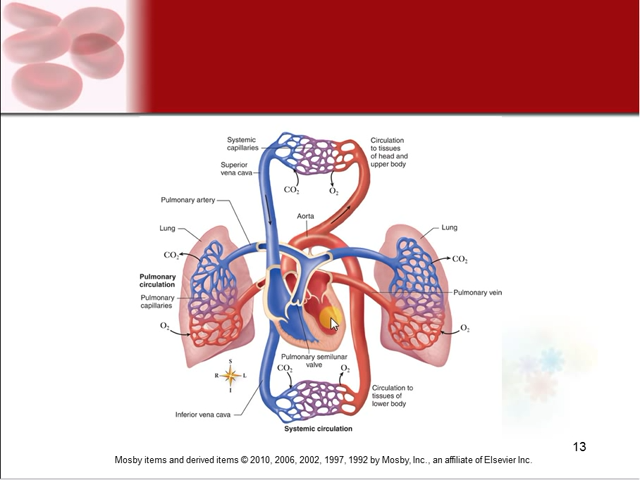 Systemic
capillaries
Circulation
to tissues
of head and
upper body
Superior
vena cava
CO2
O2
Pulmonary artery
Aorta
Lung
Lung
CO2
CO2
Pulmonary
circulation
Pulmonary
capillaries
Pulmonary vein
O2
O2
Pulmonary semilunar
valve
S
R L
I
CO2
O2
Circulation to
tissues of
lower body
Inferior vena cava
Systemic circulation
13
Mosby items and derived items © 2010, 2006, 2002, 1997, 1992 by Mosby, Inc., an affiliate of Elsevier Inc.